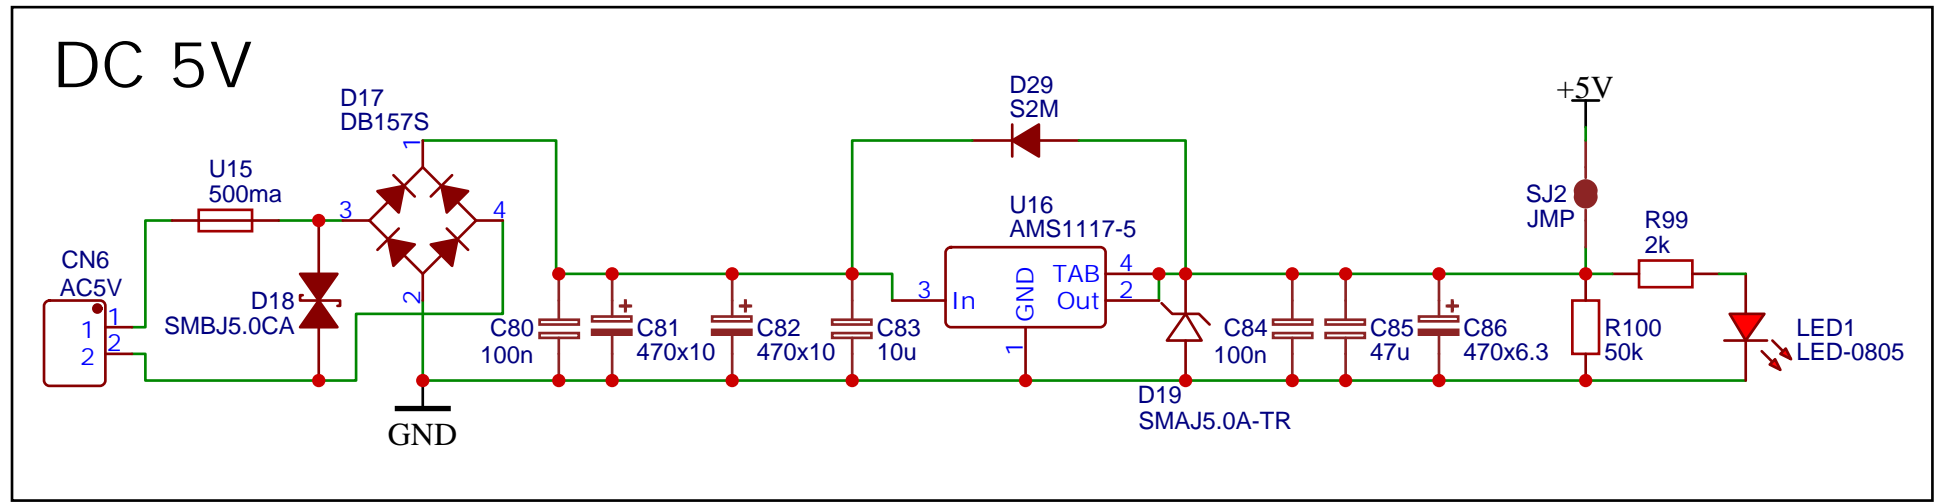 DC 5V
D17
DB157S
1
U15
500ma
3
4
2
CN6
AC5V
1
1
2
2
D18
SMBJ5.0CA
GND
C80
100n
+
C81
470x10
+
C82
470x10
C83
10u
D29
S2M
U16
AMS1117-5
3
In
GND
1
TAB
4
Out
2
D19
SMAJ5.0A-TR
C84
100n
C85
47u
+
C86
470x6.3
+5V
SJ2
JMP
R99
2k
R100
50k
LED1
LED-0805